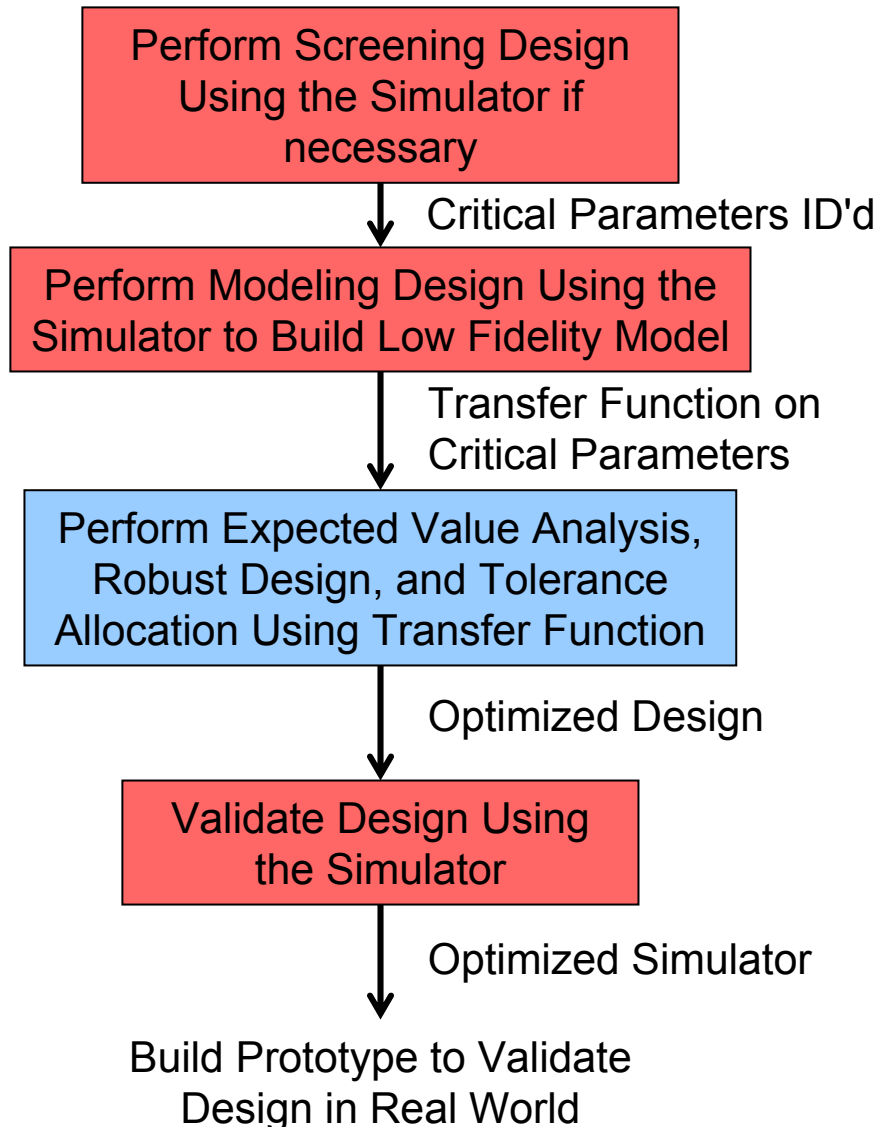 Perform Screening Design
Using the Simulator if
necessary
Critical Parameters ID'd
Perform Modeling Design Using the
Simulator to Build Low Fidelity Model
Transfer Function on
Critical Parameters
Perform Expected Value Analysis,
Robust Design, and Tolerance
Allocation Using Transfer Function
Optimized Design
Validate Design Using
the Simulator
Optimized Simulator
Build Prototype to Validate
Design in Real World